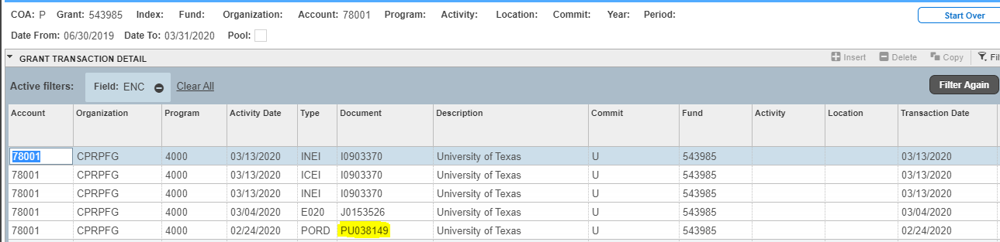 COA: P Grant: 543985 Index: Fund: Organization: Account: 78001 Program: Activity: Location: Commit: Year: Period: Start Over
Date From: 06/30/2019 Date To: 03/31/2020 Pool:
GRANT TRANSACTION DETAIL Insert Delete Copy Fil
Active filters: Field: ENC Clear All Filter Again
Account Organization Program Activity Date Type Document Description Commit Fund Activity Location Transaction Date
78001 CPRPFG 4000 03/13/2020 INEI I0903370 University of Texas U 543985 03/13/2020
78001 CPRPFG 4000 03/13/2020 ICEI I0903370 University of Texas U 543985 03/13/2020
78001 CPRPFG 4000 03/13/2020 INEI I0903370 University of Texas U 543985 03/13/2020
78001 CPRPFG 4000 03/04/2020 E020 J0153526 University of Texas U 543985 03/04/2020
78001 CPRPFG 4000 02/24/2020 PORD PU038149 University of Texas U 543985 02/24/2020